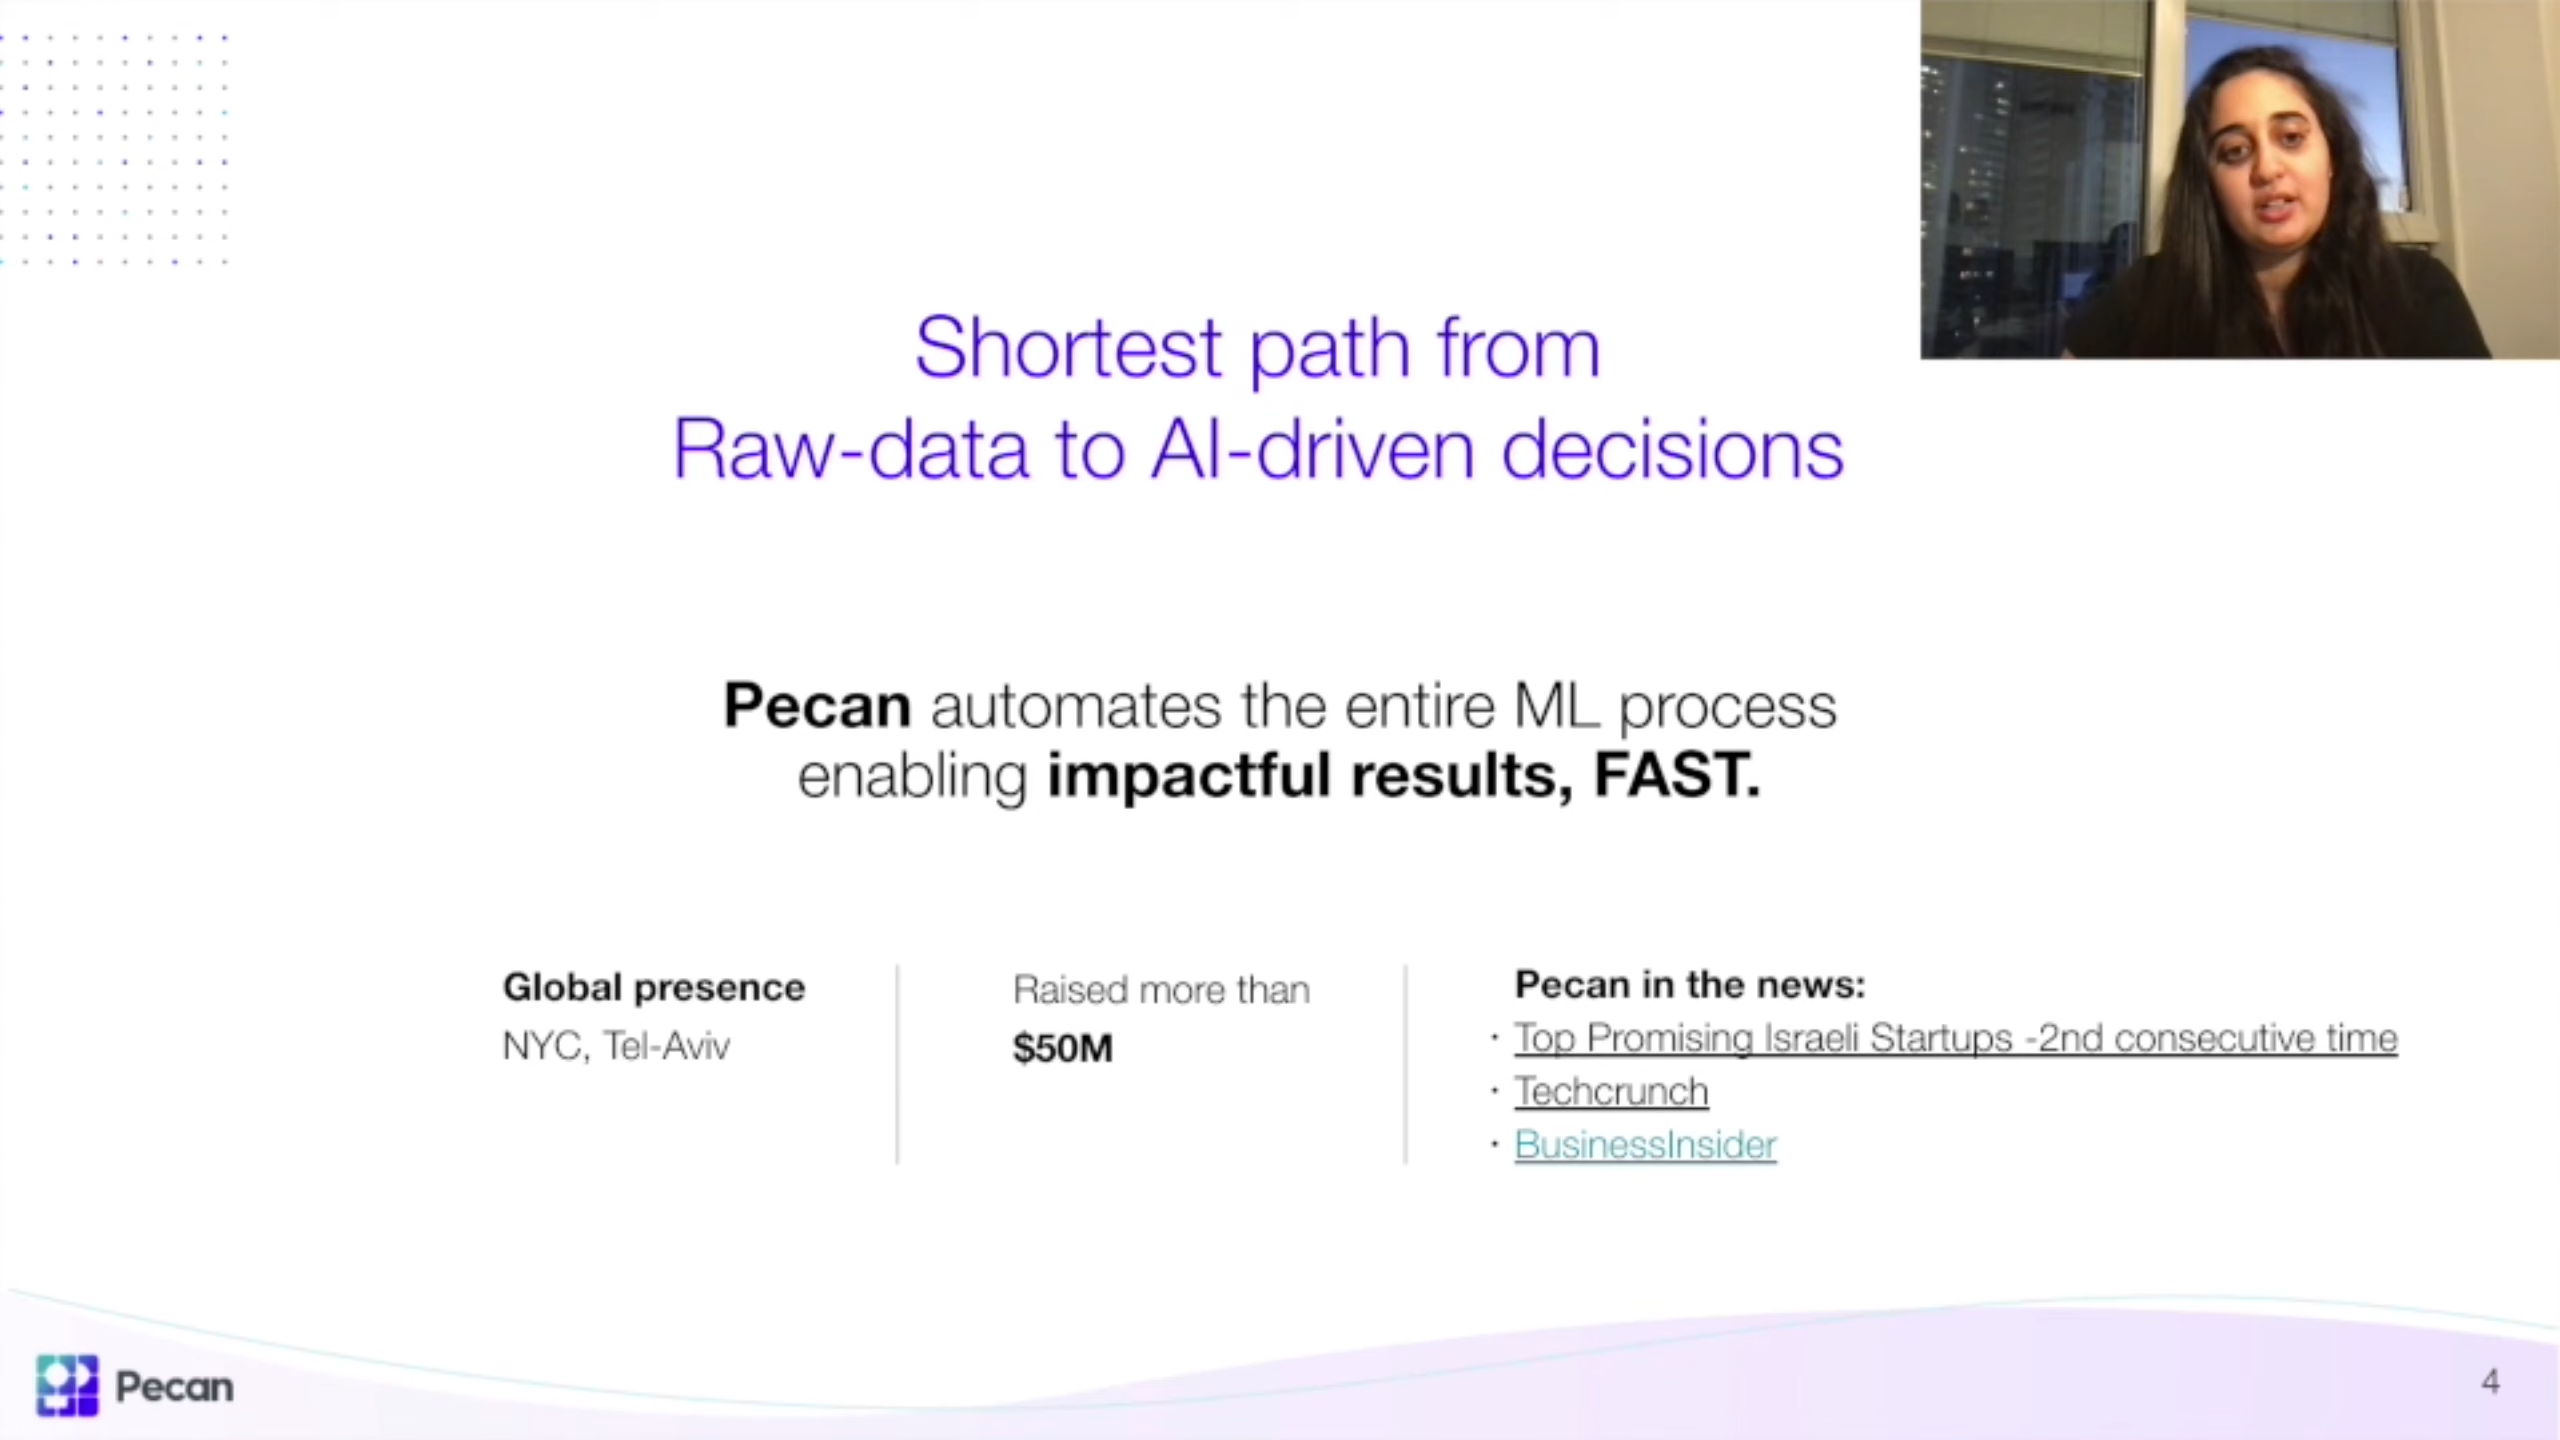 Shortest path from
Raw-data to AI-driven decisions
Pecan automates the entire ML process
enabling impactful results, FAST.
Global presence
NYC, Tel-Aviv
Raised more than
$50M
Pecan in the news:
· Top Promising Israeli Startups -2nd consecutive time
· Techcrunch
· BusinessInsider
Pecan
4